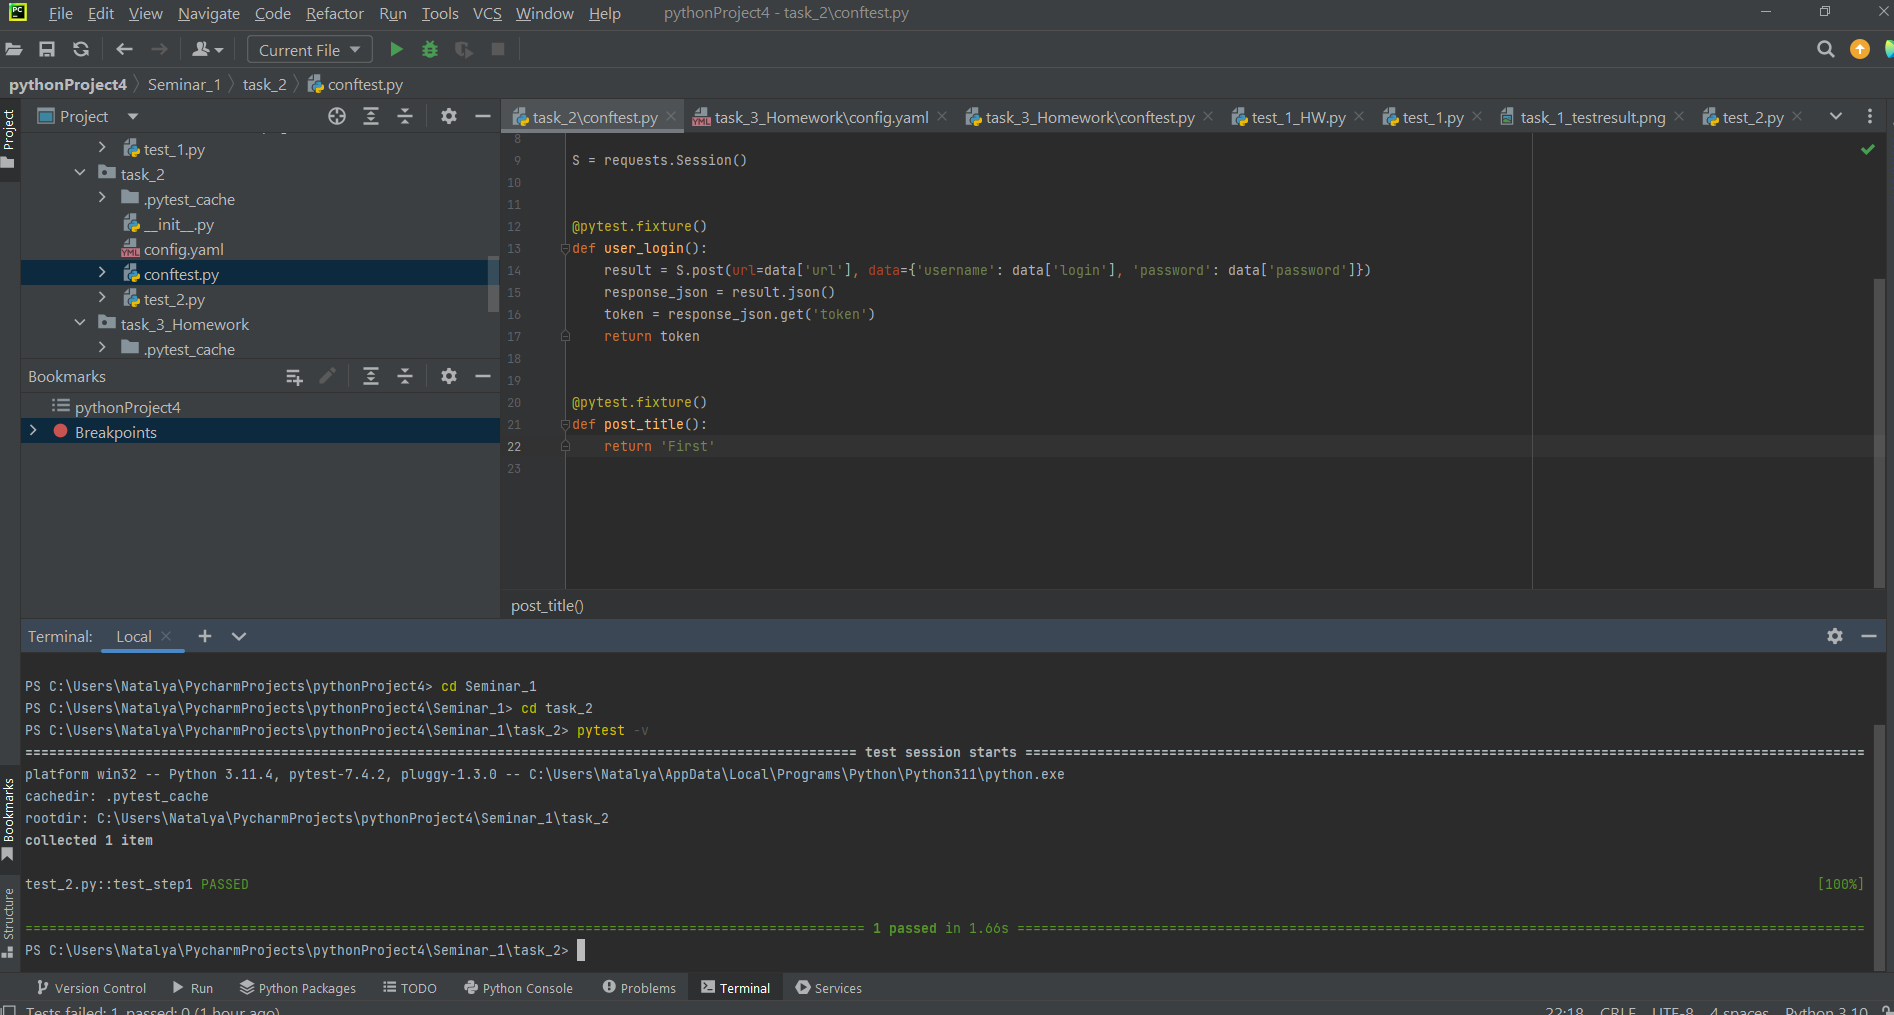 PC File Edit View Navigate Code Refactor Run Tools VCS Window Help pythonProject4 - task_2\conftest.py
Current File
pythonProject4 Seminar_1 task_2 conftest.py
Project
Project
task_2\conftest.py task_3_Homework\config.yaml task_3_Homework\conftest.py test_1_HW.py test_1.py task_1_testresult.png test_2.py
test_1.py
task_2
.pytest_cache
__init__.py
config.yaml
conftest.py
test_2.py
task_3_Homework
.pytest_cache
Bookmarks
pythonProject4
Breakpoints
8
9 S = requests.Session()
10
11
12 @pytest.fixture()
13 def user_login():
14 result = S.post(url=data['url'], data={'username': data['login'], 'password': data['password']})
15 response_json = result.json()
16 token = response_json.get('token')
17 return token
18
19
20 @pytest.fixture()
21 def post_title():
22 return 'First'
23
post_title()
Terminal: Local
PS C:\Users\Natalya\PycharmProjects\pythonProject4> cd Seminar_1
PS C:\Users\Natalya\PycharmProjects\pythonProject4\Seminar_1> cd task_2
PS C:\Users\Natalya\PycharmProjects\pythonProject4\Seminar_1\task_2> pytest -v
======================================================================================================== test session starts =========================================================================================================
platform win32 -- Python 3.11.4, pytest-7.4.2, pluggy-1.3.0 -- C:\Users\Natalya\AppData\Local\Programs\Python\Python311\python.exe
cachedir: .pytest_cache
rootdir: C:\Users\Natalya\PycharmProjects\pythonProject4\Seminar_1\task_2
collected 1 item
test_2.py::test_step1 PASSED [100%]
========================================================================================================= 1 passed in 1.66s ==========================================================================================================
PS C:\Users\Natalya\PycharmProjects\pythonProject4\Seminar_1\task_2>
Bookmarks
Structure
Version Control Run Python Packages TODO Python Console Problems Terminal Services
Tests failed: 1, passed: 0 (1 hour ago) 22:18 CRLF UTF-8 4 spaces Python 3.10